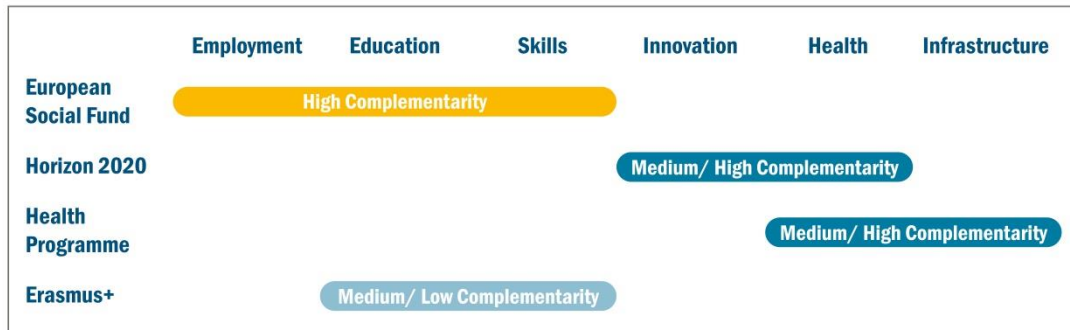 Employment Education Skills Innovation Health Infrastructure
European
Social Fund
High Complementarity
Horizon 2020
Medium/ High Complementarity
Health
Programme
Medium/ High Complementarity
Erasmus+
Medium/ Low Complementarity